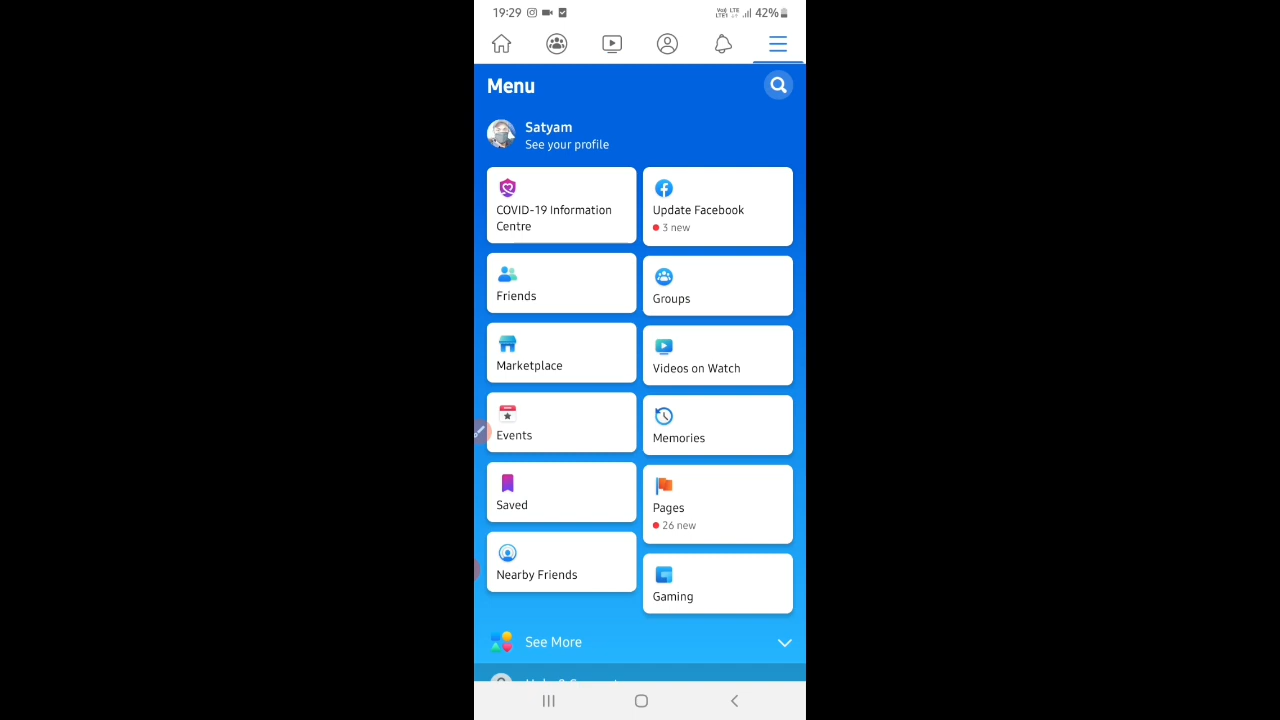 19:29
42%
Menu
Satyam
See your profile
COVID-19 Information
Centre
Update Facebook
3 new
Friends
Groups
Marketplace
Videos on Watch
Events
Memories
Saved
Pages
26 new
Nearby Friends
Gaming
See More